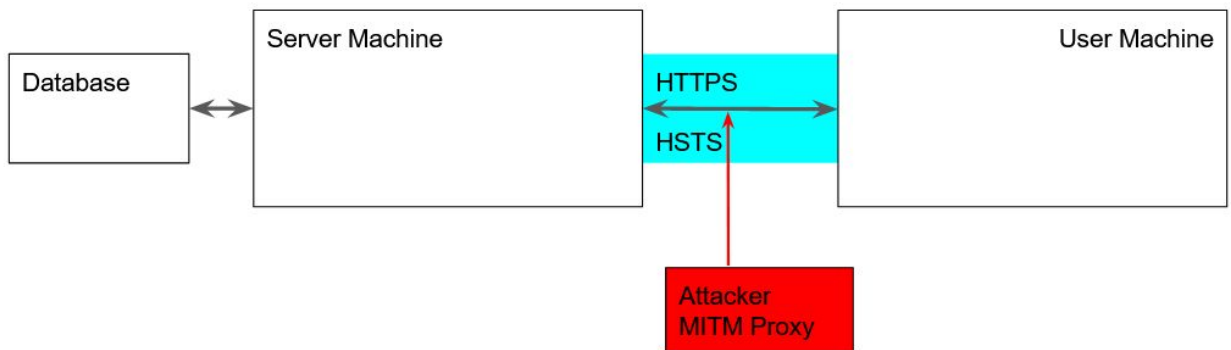 Database
Server Machine
HTTPS
HSTS
User Machine
Attacker
MITM Proxy